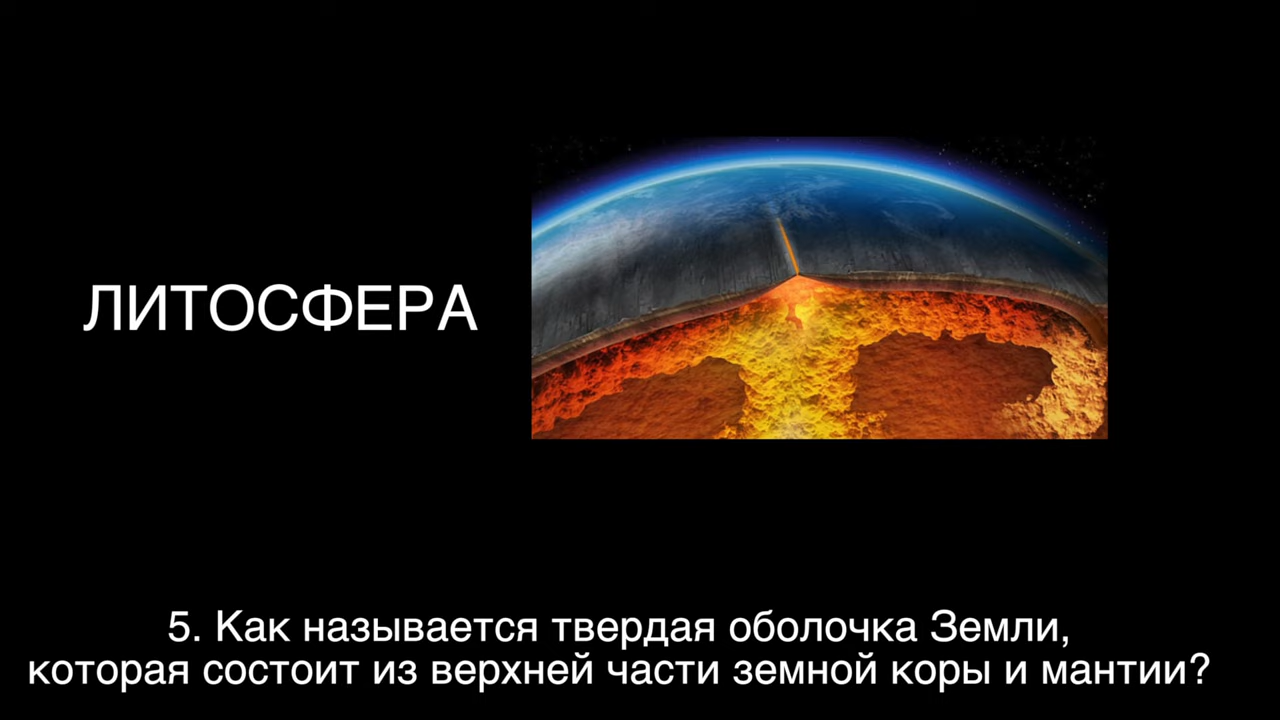 ЛИТОСФЕРА
5. Как называется твердая оболочка Земли,
которая состоит из верхней части земной коры и мантии?